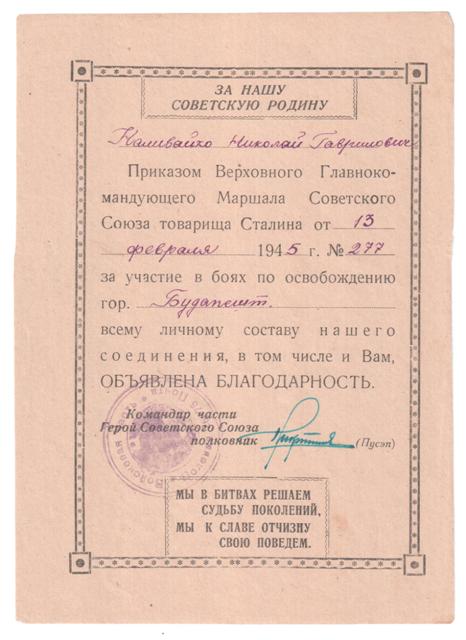 ЗА НАШУ
СОВЕТСКУЮ РОДИНУ
Наливайко Николай Гаврилович
Приказом Верховного Главноко-
мандующего Маршала Советского
Союза товарища Сталина от 13
февраля 1945 г. № 277
за участие в боях по освобождению
гор. Будапешт.
всему личному составу нашего
соединения, в том числе и Вам,
ОБЪЯВЛЕНА БЛАГОДАРНОСТЬ.
Командир части
Герой Советского Союза
полковник (Пусэп)
МЫ В БИТВАХ РЕШАЕМ
СУДЬБУ ПОКОЛЕНИЙ,
МЫ К СЛАВЕ ОТЧИЗНУ
СВОЮ ПОВЕДЕМ.